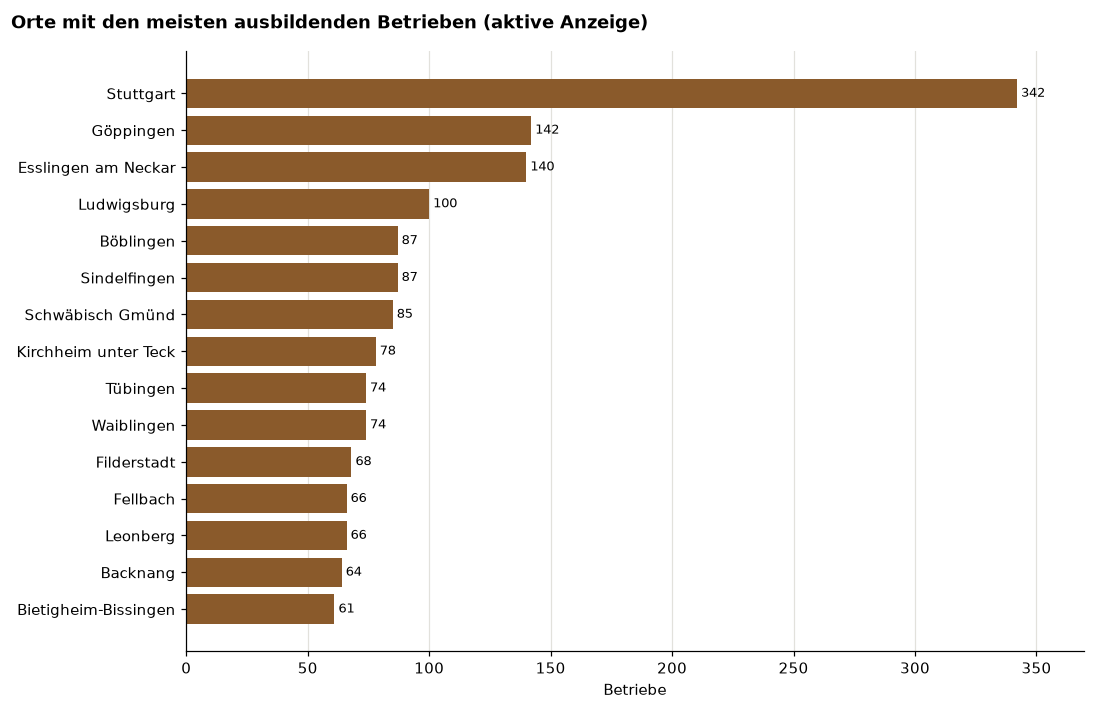 Orte mit den meisten ausbildenden Betrieben (aktive Anzeige)
Stuttgart 342
Göppingen 142
Esslingen am Neckar 140
Ludwigsburg 100
Böblingen 87
Sindelfingen 87
Schwäbisch Gmünd 85
Kirchheim unter Teck 78
Tübingen 74
Waiblingen 74
Filderstadt 68
Fellbach 66
Leonberg 66
Backnang 64
Bietigheim-Bissingen 61
0 50 100 150 200 250 300 350
Betriebe